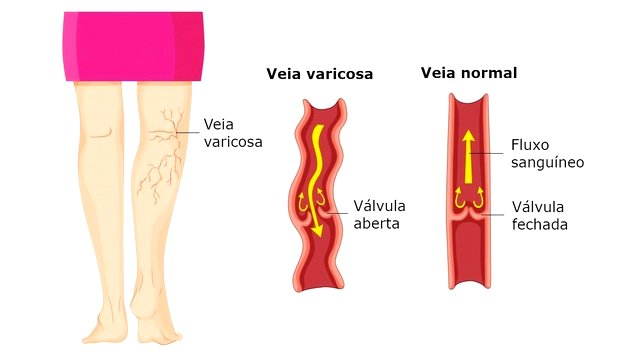 Veia varicosa
Veia normal
Veia
varicosa
Fluxo
sanguíneo
Válvula
aberta
Válvula
fechada